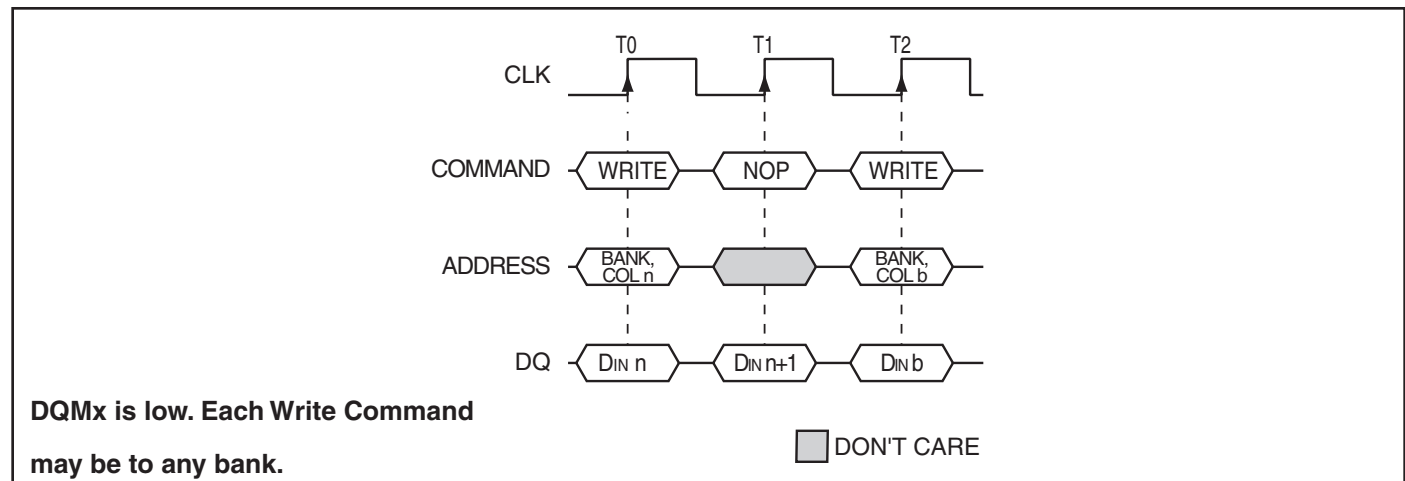 T0 T1 T2
CLK
COMMAND WRITE NOP WRITE
ADDRESS BANK, COL n BANK, COL b
DQ DIN n DIN n+1 DIN b
DQMx is low. Each Write Command
may be to any bank.
DON'T CARE